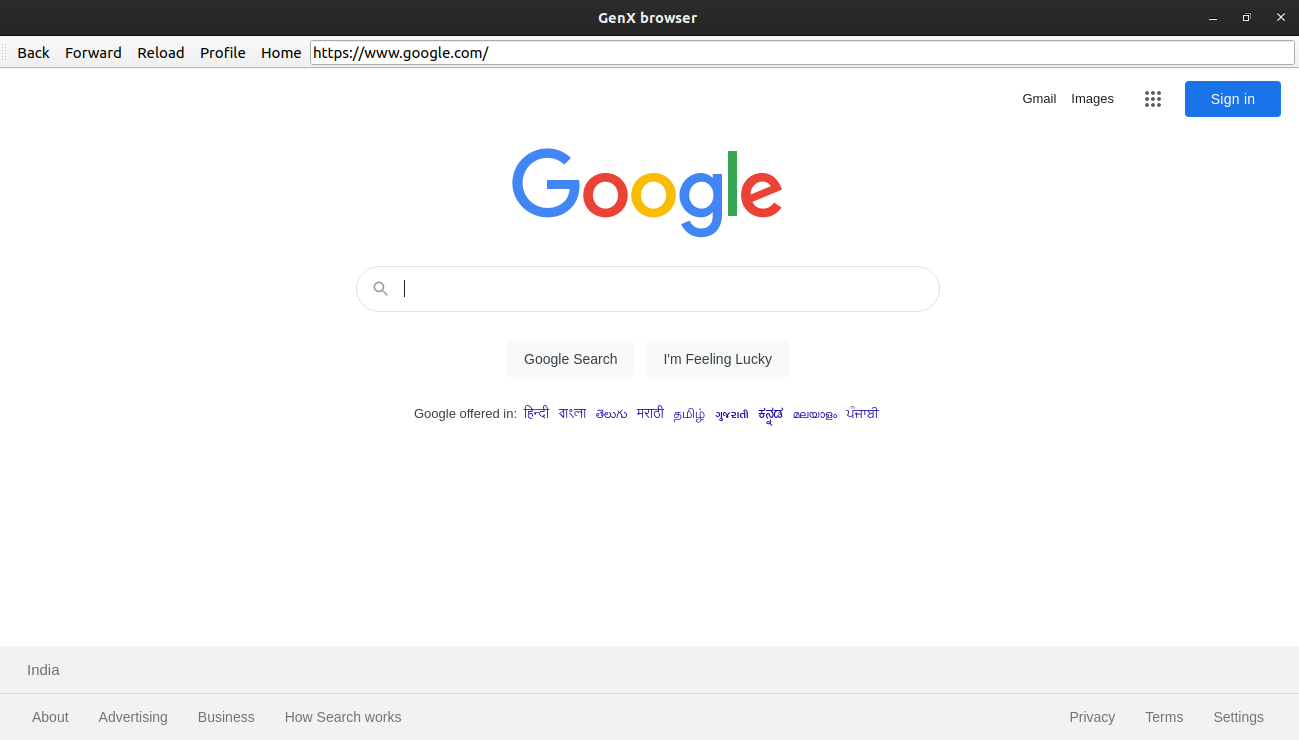 GenX browser
Back Forward Reload Profile Home https://www.google.com/
Gmail Images Sign in
Google
Google Search I'm Feeling Lucky
Google offered in: हिन्दी বাংলা తెలుగు मराठी தமிழ் ગુજરાતી ಕನ್ನಡ മലയാളം ਪੰਜਾਬੀ
India
About Advertising Business How Search works Privacy Terms Settings